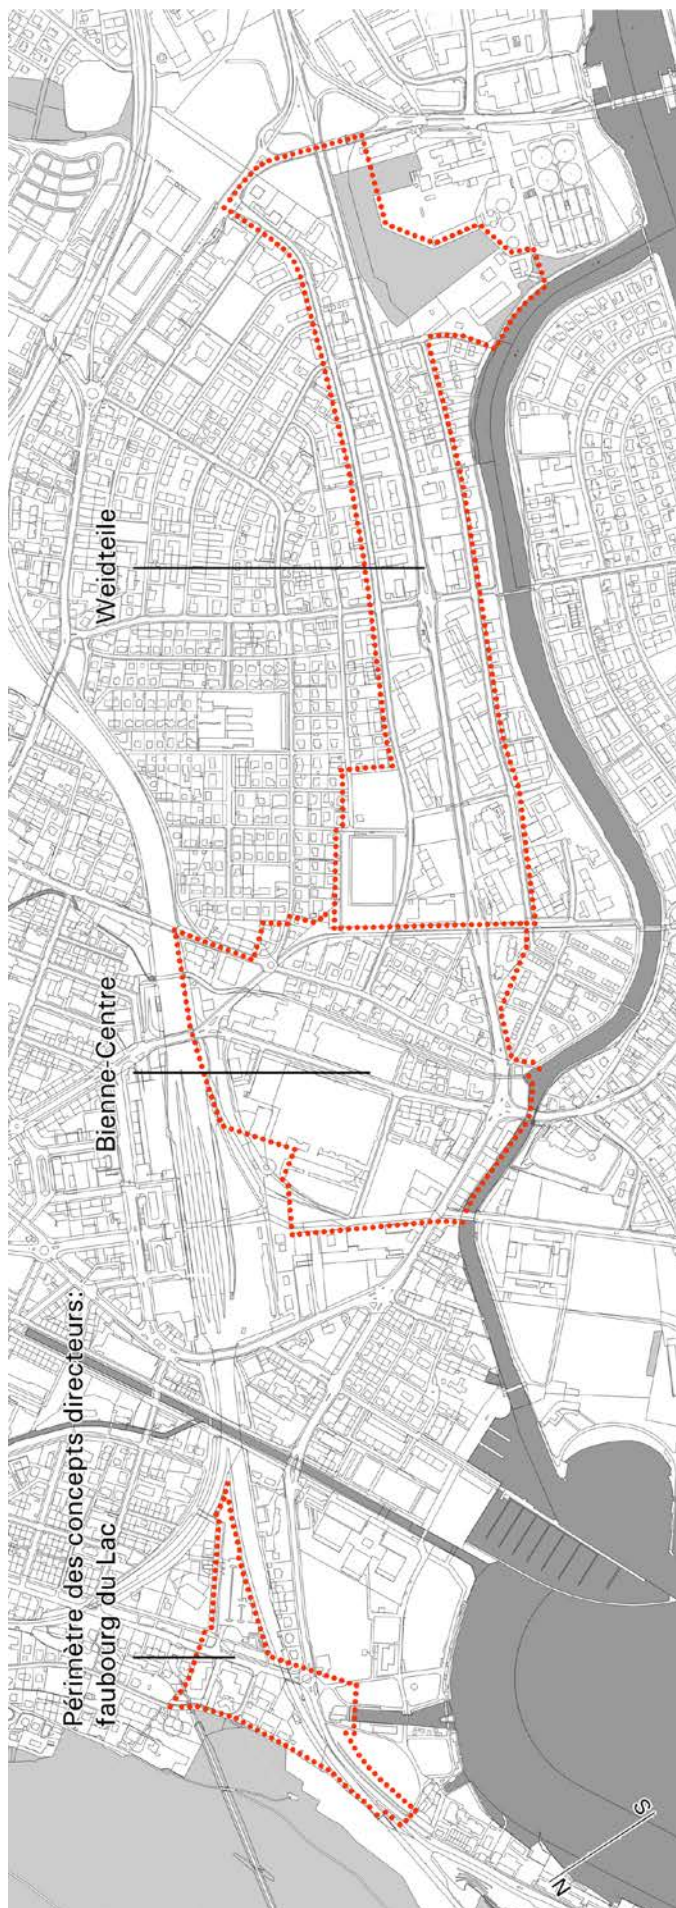 Périmètre des concepts directeurs:
faubourg du Lac
Bienne-Centre
Weidteile
N
S